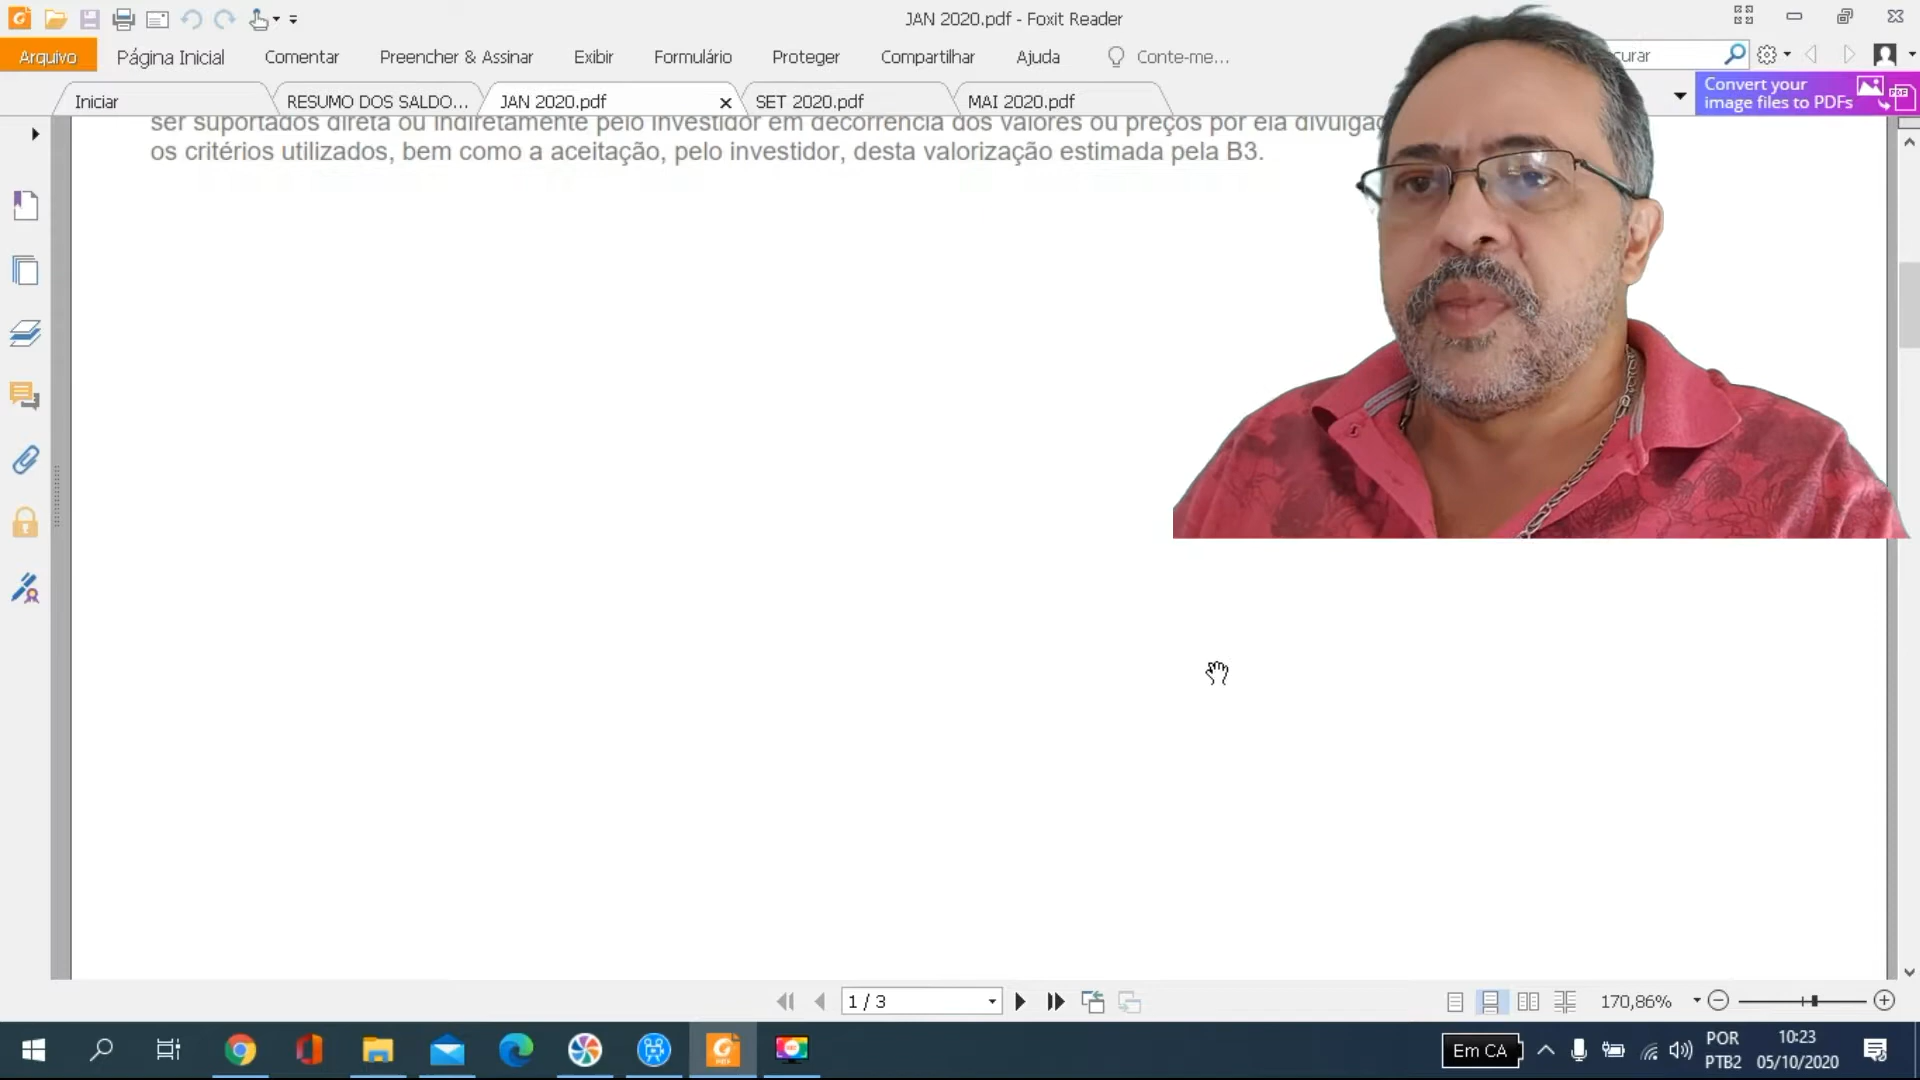 JAN 2020.pdf - Foxit Reader
Arquivo Página Inicial Comentar Preencher & Assinar Exibir Formulário Proteger Compartilhar Ajuda Conte-me...
Iniciar RESUMO DOS SALDO... JAN 2020.pdf SET 2020.pdf MAI 2020.pdf
Convert your
image files to PDFs
ser suportados direta ou indiretamente pelo investidor em decorrência dos valores ou preços por ela
os critérios utilizados, bem como a aceitação, pelo investidor, desta valorização estimada pela B3.
1 / 3
170,86%
Em CA
POR
PTB2
10:23
05/10/2020